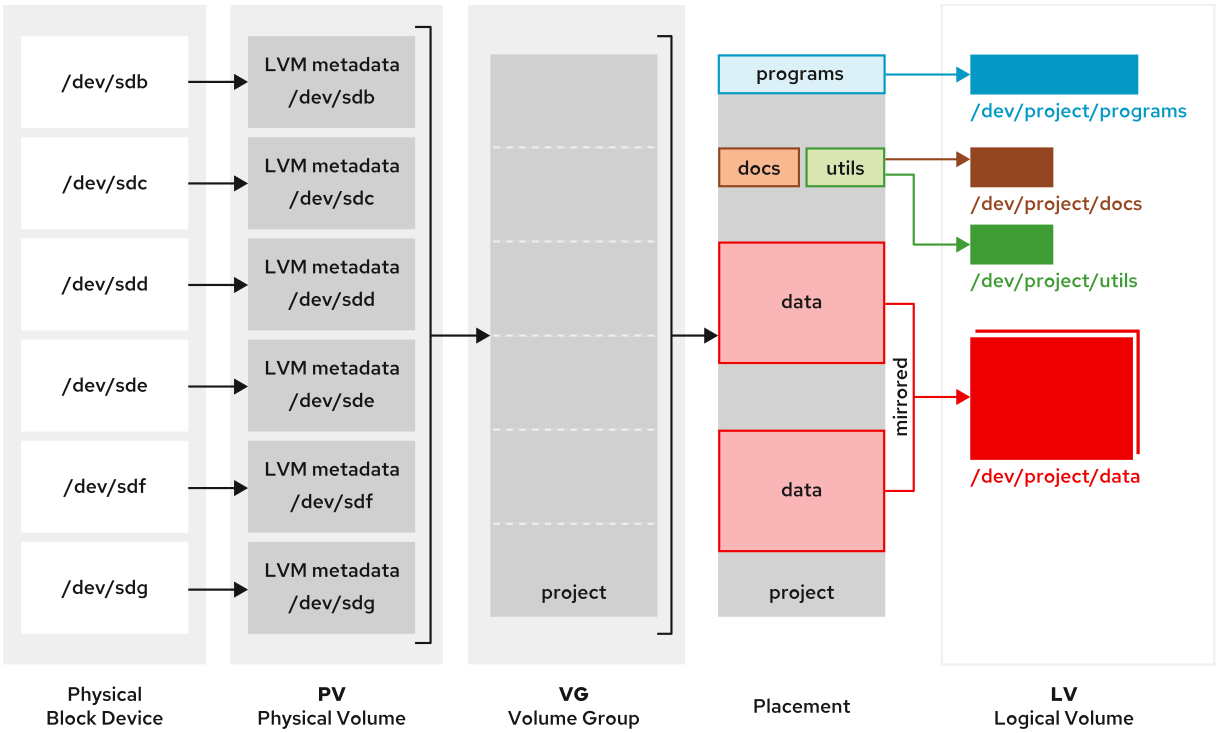 /dev/sdb
/dev/sdc
/dev/sdd
/dev/sde
/dev/sdf
/dev/sdg
Physical
Block Device
LVM metadata
/dev/sdb
LVM metadata
/dev/sdc
LVM metadata
/dev/sdd
LVM metadata
/dev/sde
LVM metadata
/dev/sdf
LVM metadata
/dev/sdg
PV
Physical Volume
project
VG
Volume Group
programs
docs
utils
data
mirrored
data
project
Placement
/dev/project/programs
/dev/project/docs
/dev/project/utils
/dev/project/data
LV
Logical Volume